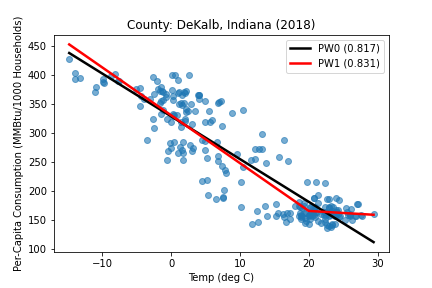 County: DeKalb, Indiana (2018)
Per-Capita Consumption (MMBtu/1000 Households)
450
400
350
300
250
200
150
100
PW0 (0.817)
PW1 (0.831)
−10 0 10 20 30
Temp (deg C)